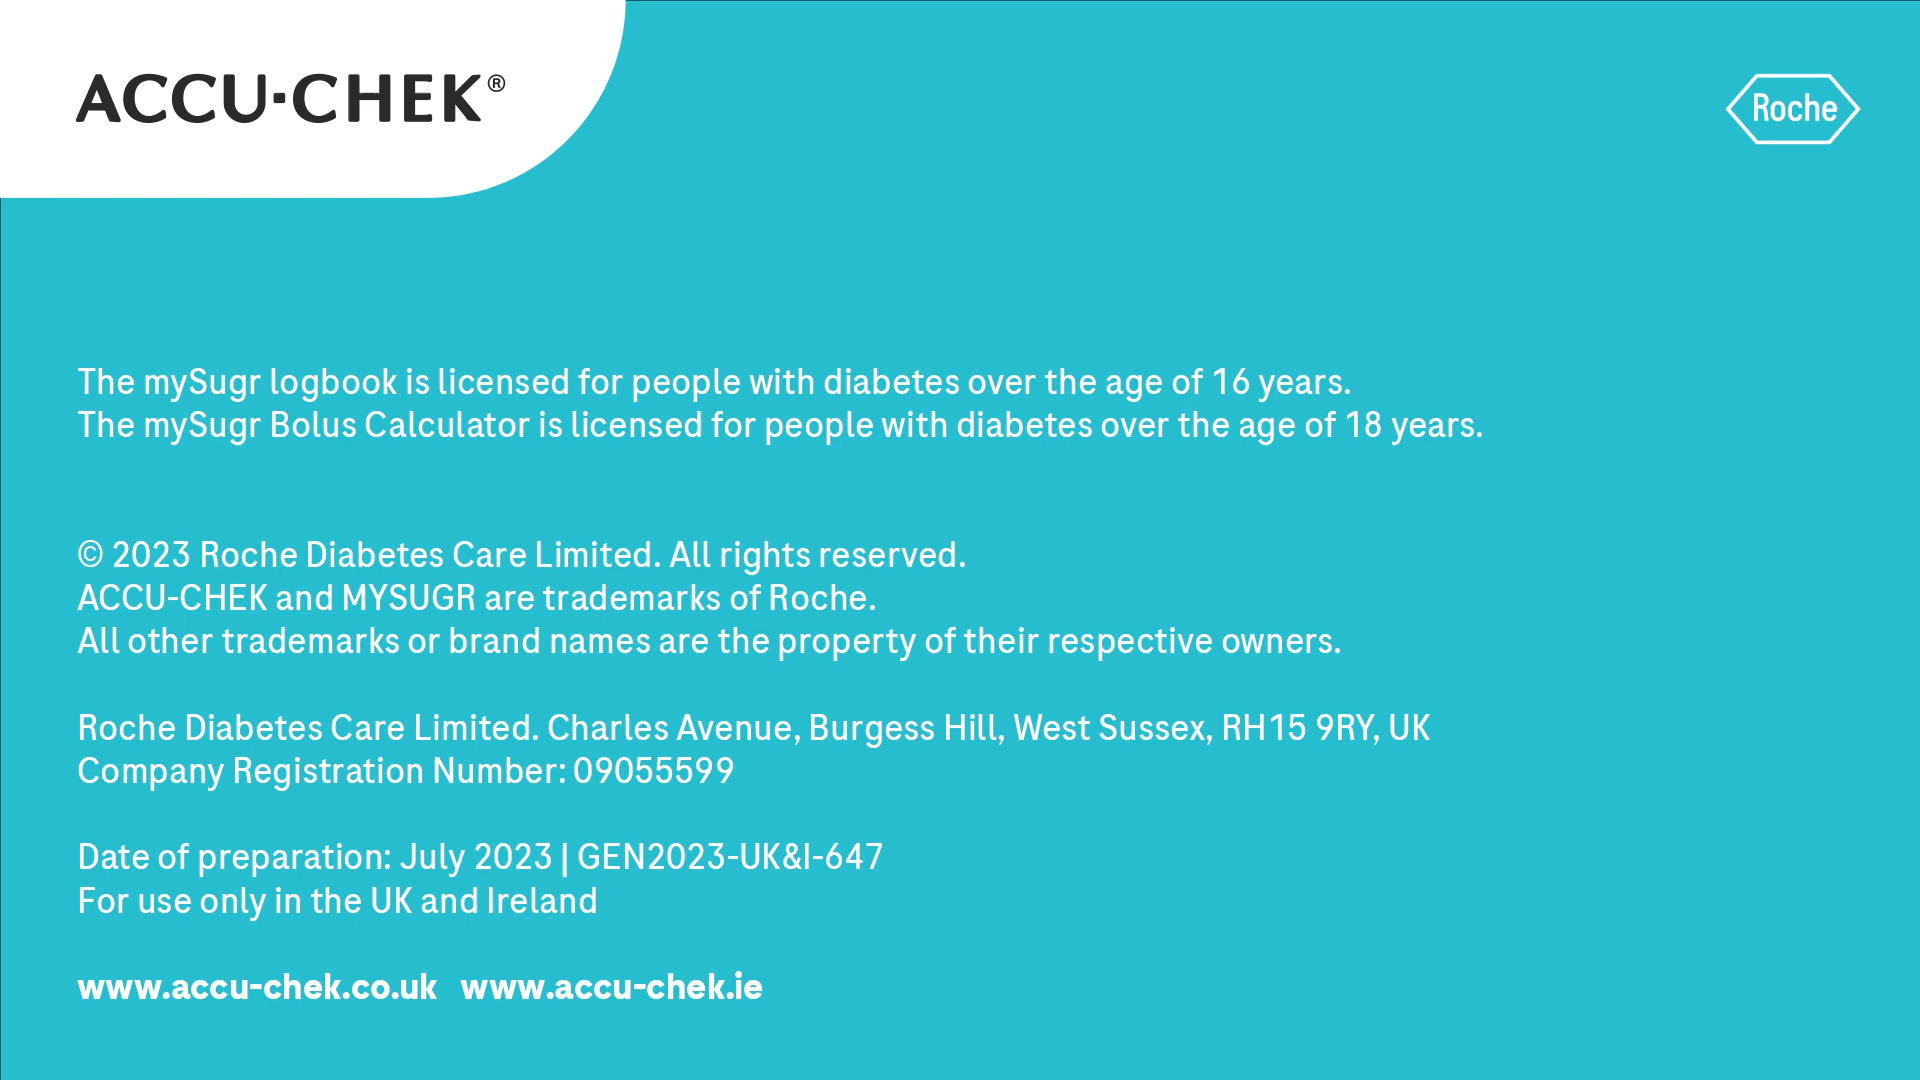 ACCU-CHEK®
Roche
The mySugr logbook is licensed for people with diabetes over the age of 16 years.
The mySugr Bolus Calculator is licensed for people with diabetes over the age of 18 years.
© 2023 Roche Diabetes Care Limited. All rights reserved.
ACCU-CHEK and MYSUGR are trademarks of Roche.
All other trademarks or brand names are the property of their respective owners.
Roche Diabetes Care Limited. Charles Avenue, Burgess Hill, West Sussex, RH15 9RY, UK
Company Registration Number: 09055599
Date of preparation: July 2023 | GEN2023-UK&I-647
For use only in the UK and Ireland
www.accu-chek.co.uk www.accu-chek.ie